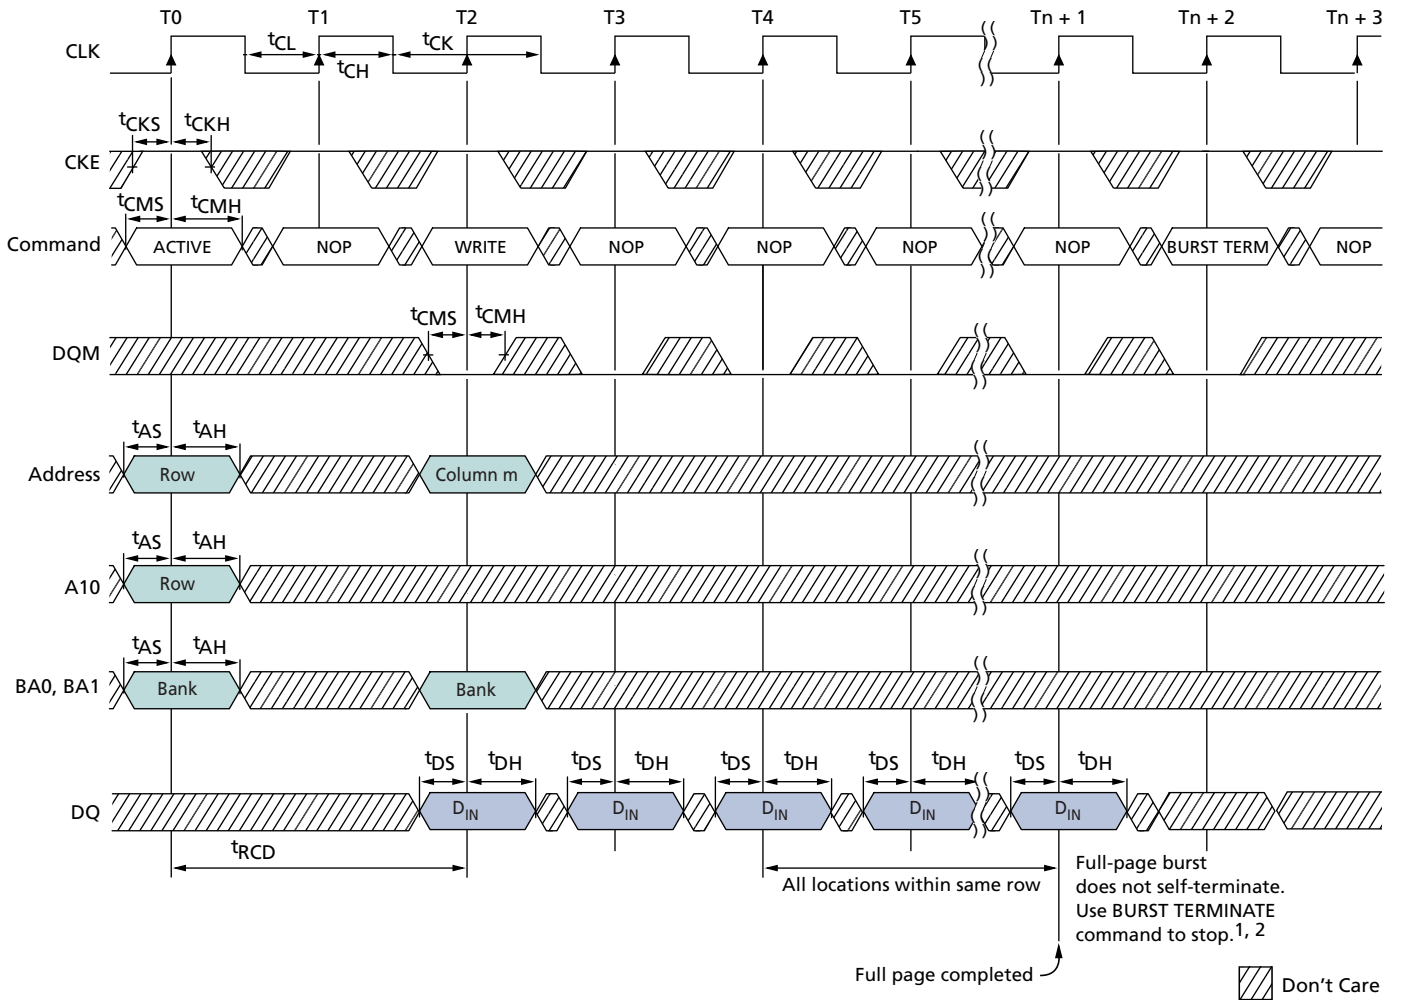 T0 T1 T2 T3 T4 T5 Tn + 1 Tn + 2 Tn + 3
CLK tCL tCH tCK
tCKS tCKH
CKE
tCMS tCMH
Command ACTIVE NOP WRITE NOP NOP NOP NOP BURST TERM NOP
tCMS tCMH
DQM
tAS tAH
Address Row Column m
tAS tAH
A10 Row
tAS tAH
BA0, BA1 Bank Bank
tDS tDH tDS tDH tDS tDH tDS tDH tDS tDH
DQ DIN DIN DIN DIN DIN
tRCD
All locations within same row
Full-page burst
does not self-terminate.
Use BURST TERMINATE
command to stop.1, 2
Full page completed
Don't Care